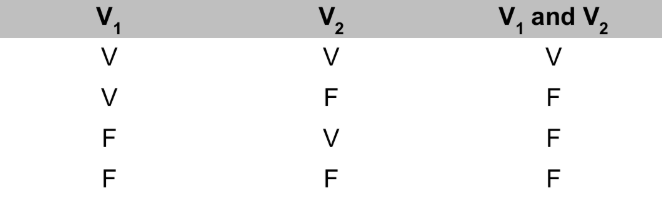 V1 V2 V1 and V2
V V V
V F F
F V F
F F F